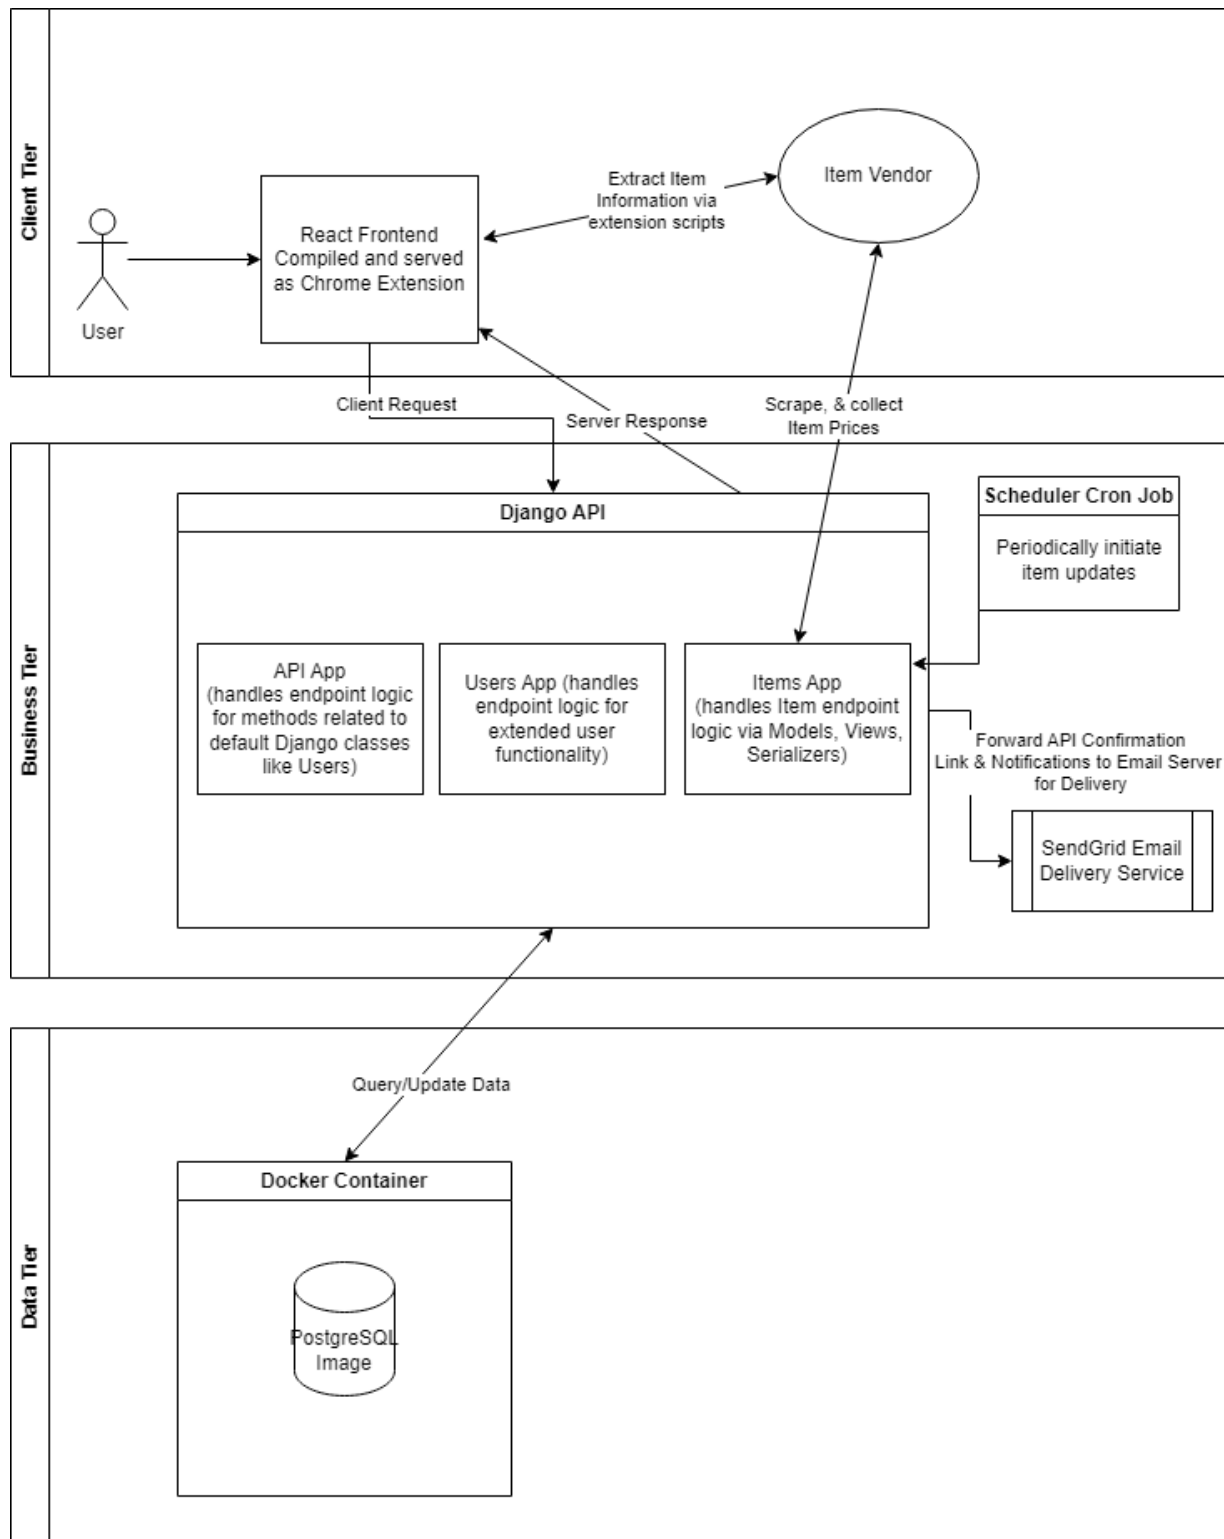 Client Tier
User
React Frontend
Compiled and served
as Chrome Extension
Extract Item
Information via
extension scripts
Item Vendor
Client Request
Server Response
Scrape, & collect
Item Prices
Business Tier
Django API
API App
(handles endpoint logic
for methods related to
default Django classes
like Users)
Users App (handles
endpoint logic for
extended user
functionality)
Items App
(handles Item endpoint
logic via Models, Views,
Serializers)
Scheduler Cron Job
Periodically initiate
item updates
Forward API Confirmation
Link & Notifications to Email Server
for Delivery
SendGrid Email
Delivery Service
Query/Update Data
Data Tier
Docker Container
PostgreSQL
Image